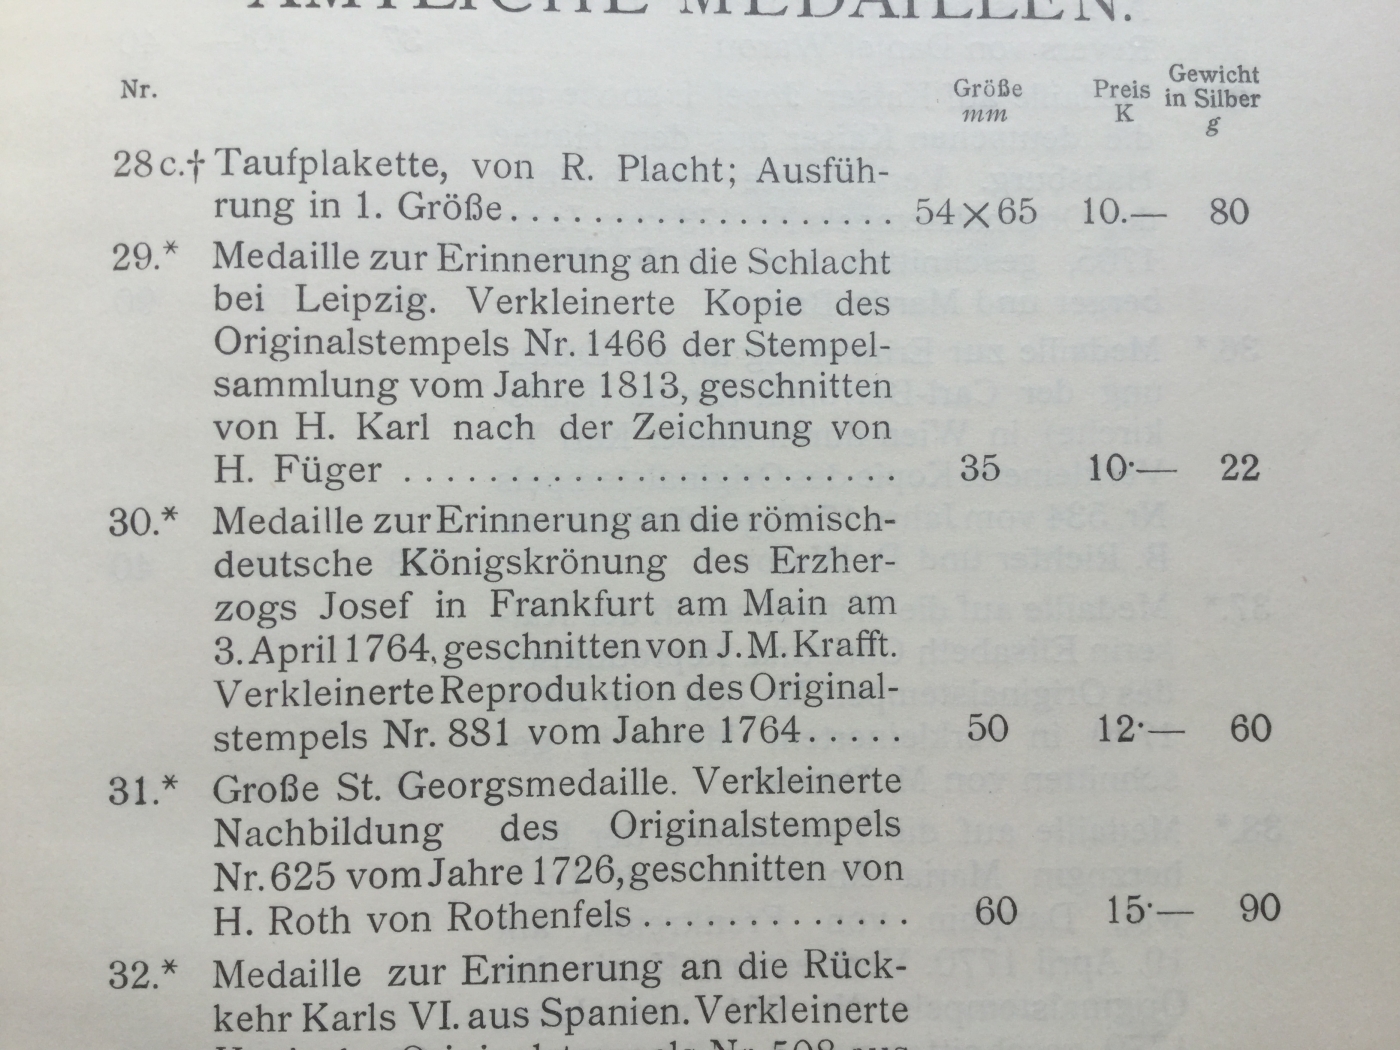 AMTLICHE MEDAILLEN.
Nr. Größe Preis Gewicht
mm K in Silber
g
28 c.† Taufplakette, von R. Placht; Ausfüh-
rung in 1. Größe.................... 54×65 10.— 80
29.* Medaille zur Erinnerung an die Schlacht
bei Leipzig. Verkleinerte Kopie des
Originalstempels Nr. 1466 der Stempel-
sammlung vom Jahre 1813, geschnitten
von H. Karl nach der Zeichnung von
H. Füger ........................ 35 10·— 22
30.* Medaille zur Erinnerung an die römisch-
deutsche Königskrönung des Erzher-
zogs Josef in Frankfurt am Main am
3. April 1764, geschnitten von J. M. Krafft.
Verkleinerte Reproduktion des Original-
stempels Nr. 881 vom Jahre 1764..... 50 12·— 60
31.* Große St. Georgsmedaille. Verkleinerte
Nachbildung des Originalstempels
Nr. 625 vom Jahre 1726, geschnitten von
H. Roth von Rothenfels ............. 60 15·— 90
32.* Medaille zur Erinnerung an die Rück-
kehr Karls VI. aus Spanien. Verkleinerte